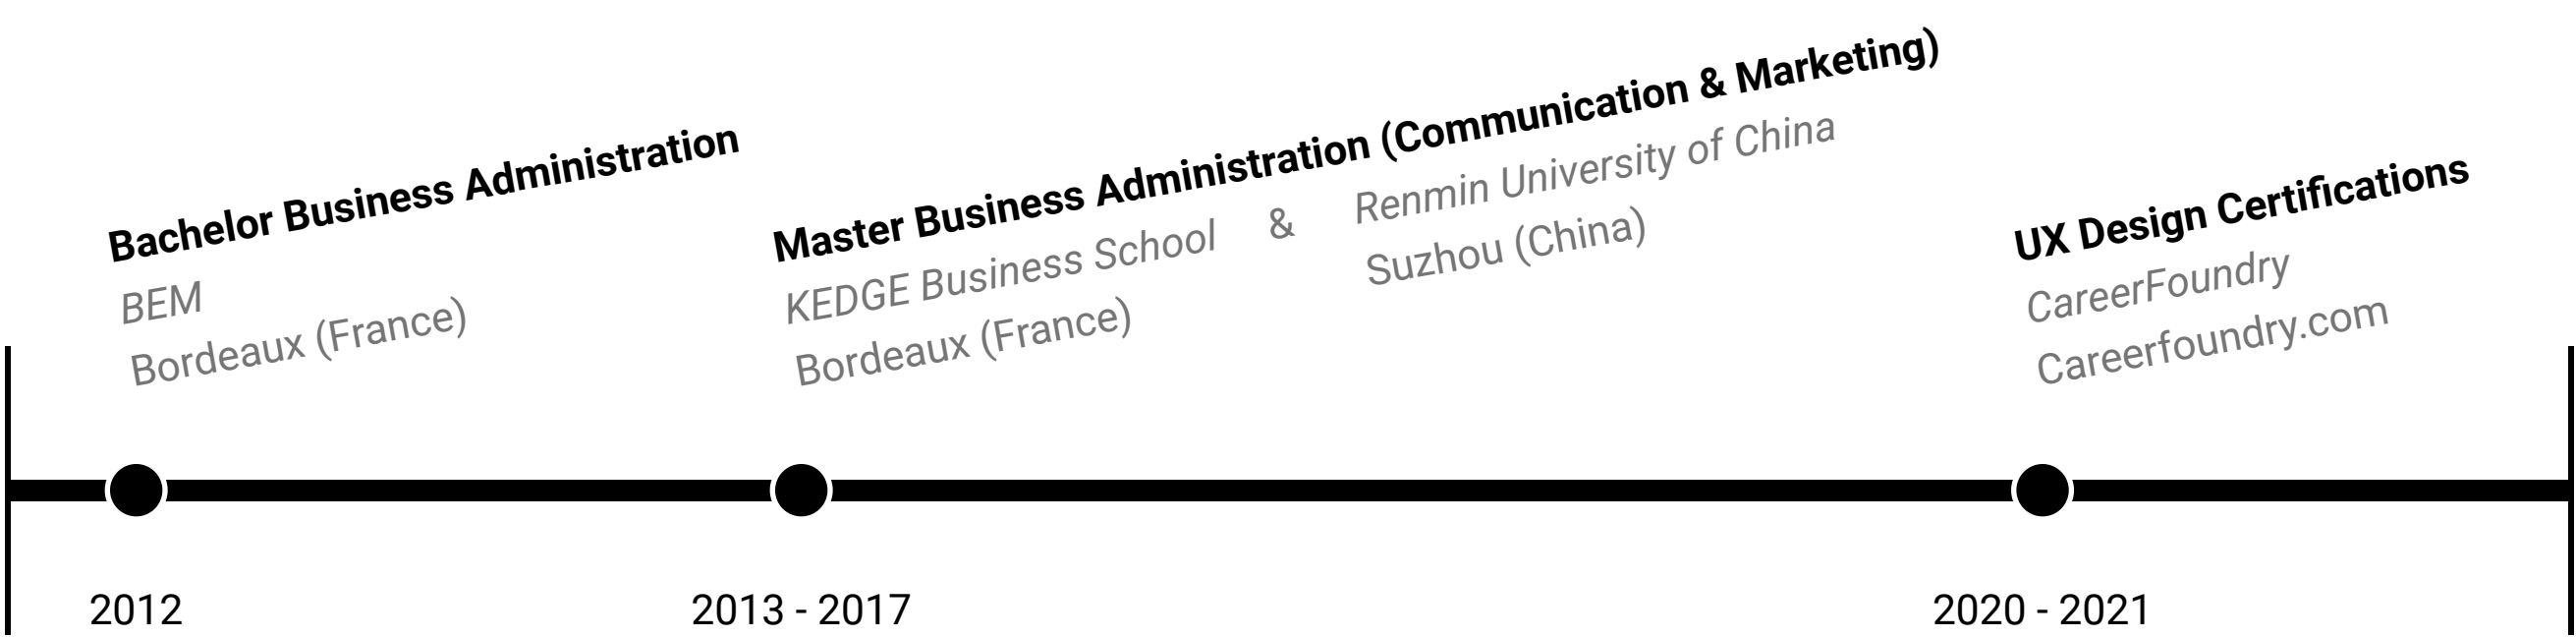 Bachelor Business Administration
BEM
Bordeaux (France)
2012
Master Business Administration (Communication & Marketing)
KEDGE Business School & Renmin University of China
Bordeaux (France) Suzhou (China)
2013 - 2017
UX Design Certifications
CareerFoundry
Careerfoundry.com
2020 - 2021